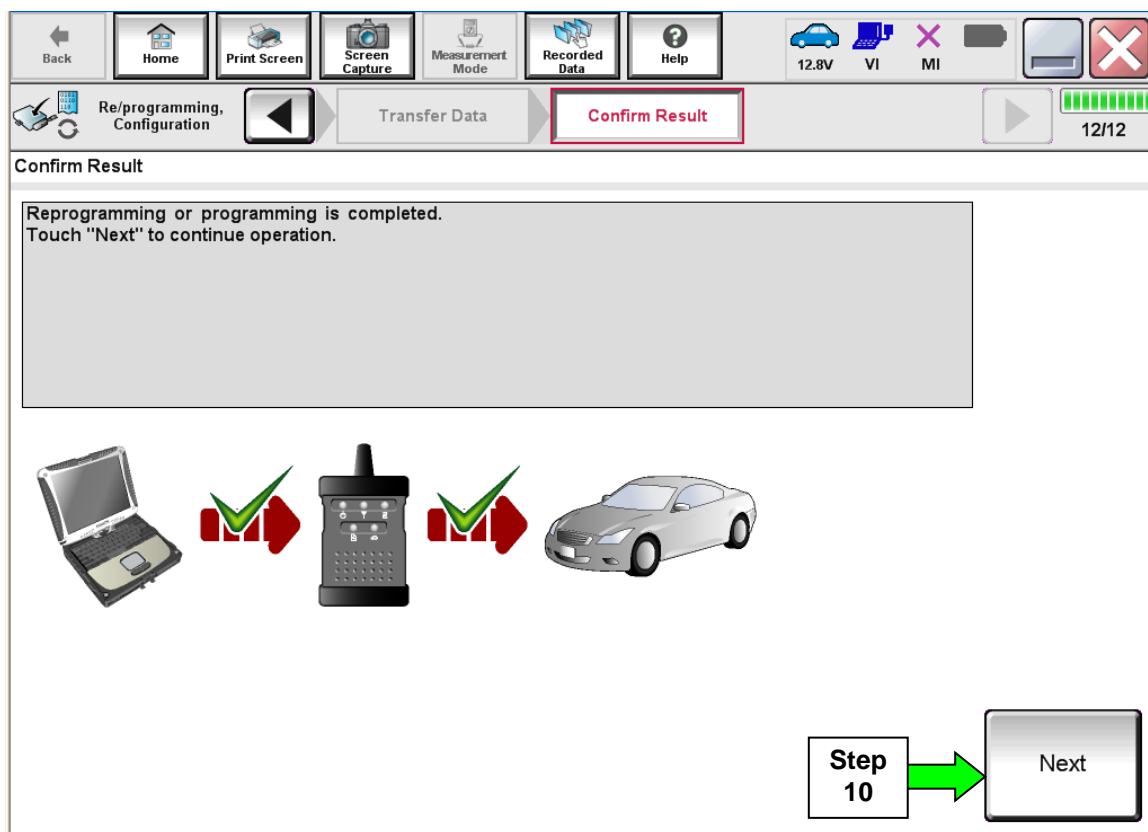 Back
Home
Print Screen
Screen
Capture
Measurement
Mode
Recorded
Data
Help
12.8V
VI
MI
Re/programming,
Configuration
Transfer Data
Confirm Result
12/12
Confirm Result
Reprogramming or programming is completed.
Touch "Next" to continue operation.
Step
10
Next